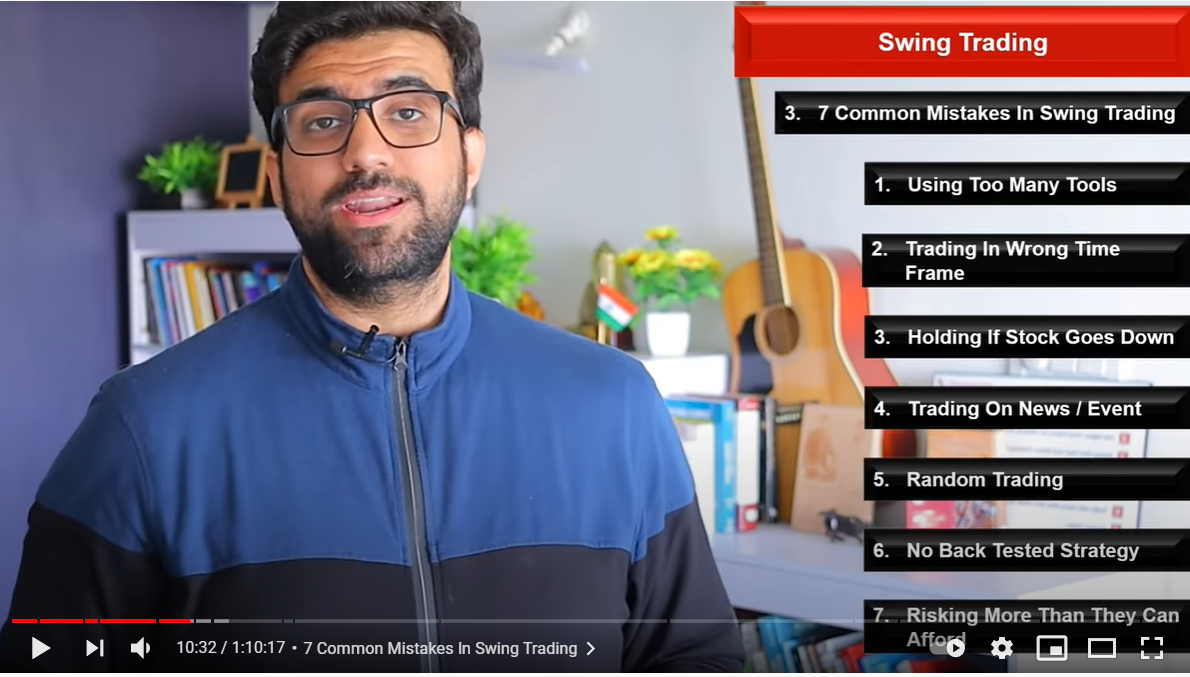 Swing Trading
3. 7 Common Mistakes In Swing Trading
1. Using Too Many Tools
2. Trading In Wrong Time
Frame
3. Holding If Stock Goes Down
4. Trading On News / Event
5. Random Trading
6. No Back Tested Strategy
7. Risking More Than They Can
Afford
10:32 / 1:10:17 • 7 Common Mistakes In Swing Trading